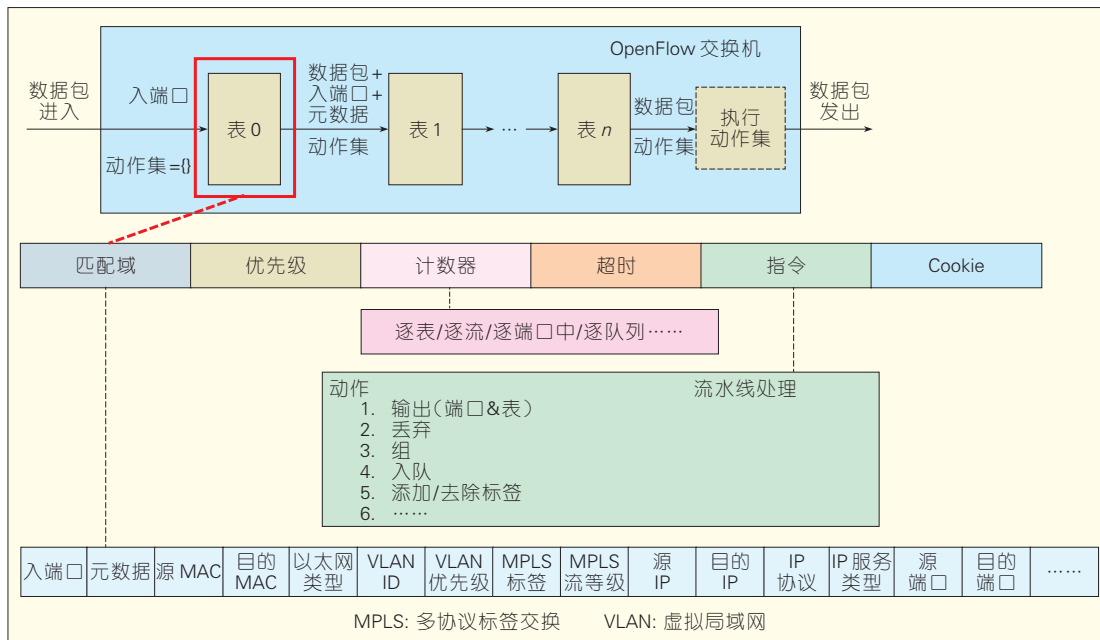 OpenFlow 交换机
数据包
进入
入端口
动作集={}
表 0
数据包+
入端口+
元数据
动作集
表 1
…
表 n
数据包
动作集
执行
动作集
数据包
发出
匹配域
优先级
计数器
超时
指令
Cookie
逐表/逐流/逐端口中/逐队列……
动作
流水线处理
1. 输出(端口&表)
2. 丢弃
3. 组
4. 入队
5. 添加/去除标签
6. ……
入端口
元数据
源 MAC
目的
MAC
以太网
类型
VLAN
ID
VLAN
优先级
MPLS
标签
MPLS
流等级
源
IP
目的
IP
IP
协议
IP 服务
类型
源
端口
目的
端口
……
MPLS: 多协议标签交换 VLAN: 虚拟局域网